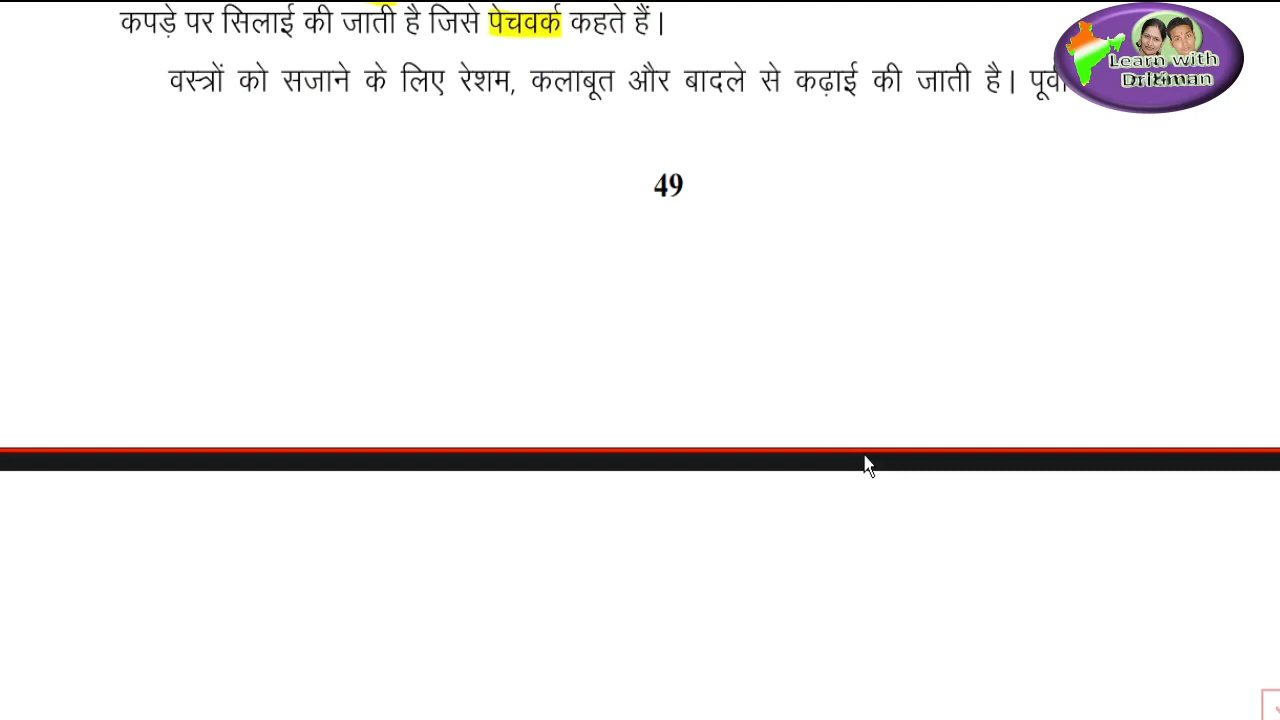 कपड़े पर सिलाई की जाती है जिसे पेचवर्क कहते हैं।
वस्त्रों को सजाने के लिए रेशम, कलाबूत और बादले से कढ़ाई की जाती है। पूर्वी
Learn with
49